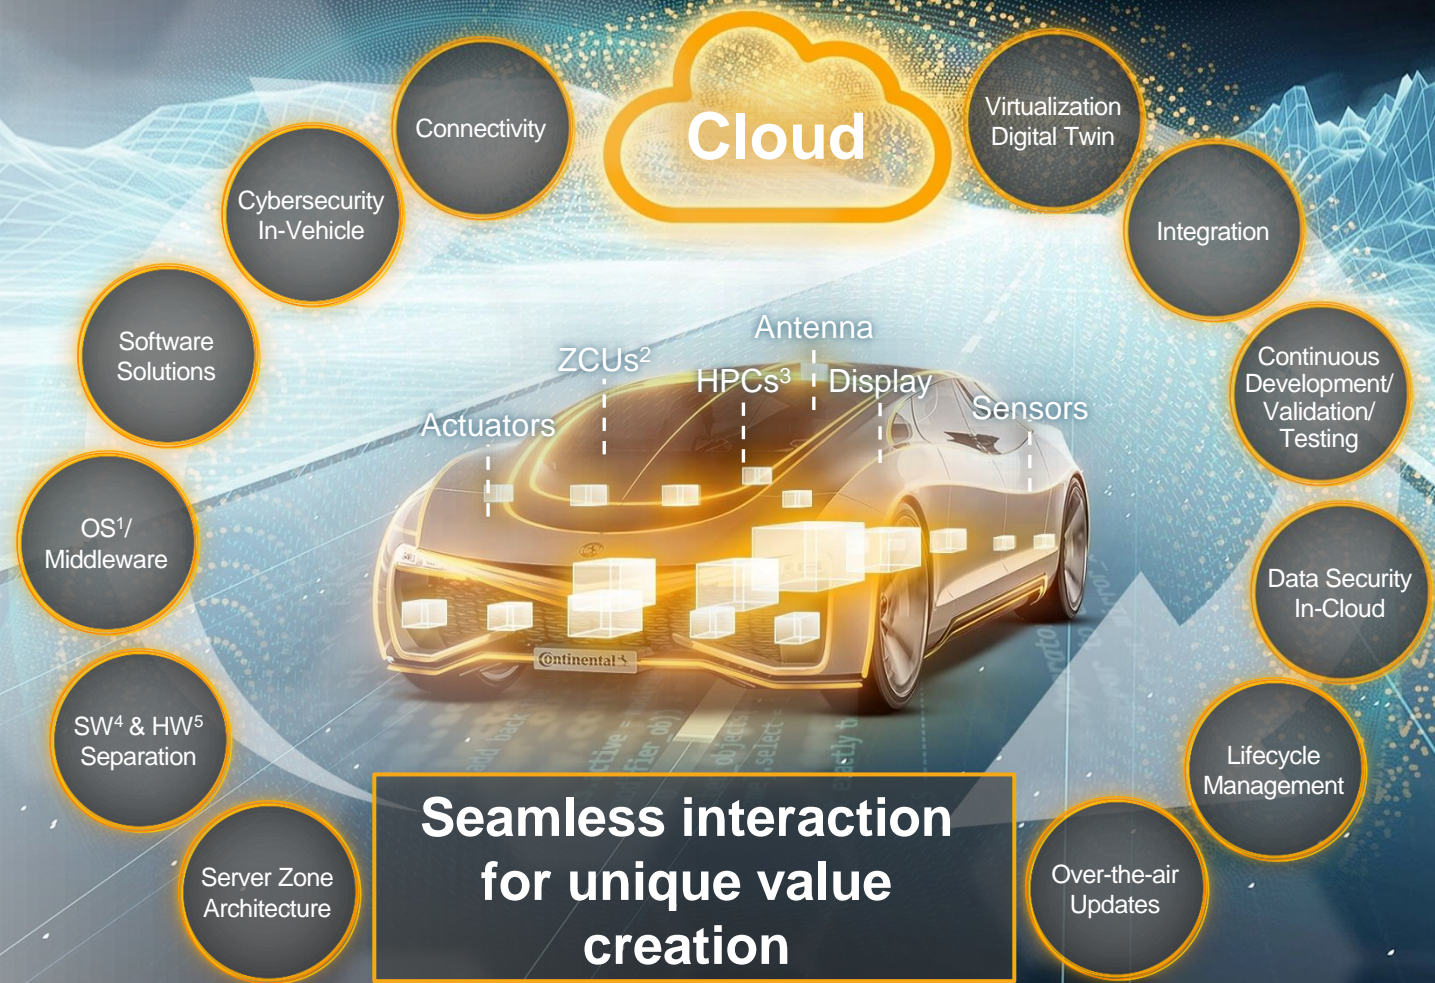 Cloud
Connectivity
Cybersecurity
In-Vehicle
Software
Solutions
OS¹/
Middleware
SW⁴ & HW⁵
Separation
Server Zone
Architecture
Virtualization
Digital Twin
Integration
Continuous
Development/
Validation/
Testing
Data Security
In-Cloud
Lifecycle
Management
Over-the-air
Updates
Antenna
ZCUs²
HPCs³
Display
Actuators
Sensors
Continental
Seamless interaction
for unique value
creation